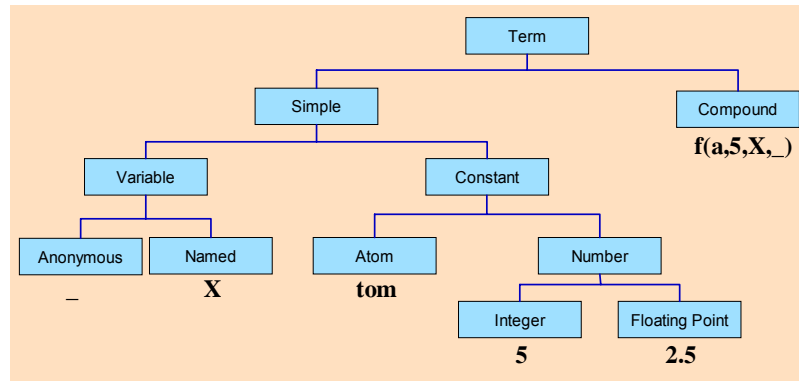 Term
Simple
Compound
f(a,5,X,_)
Variable
Constant
Anonymous
Named
Atom
Number
_
X
tom
Integer
Floating Point
5
2.5